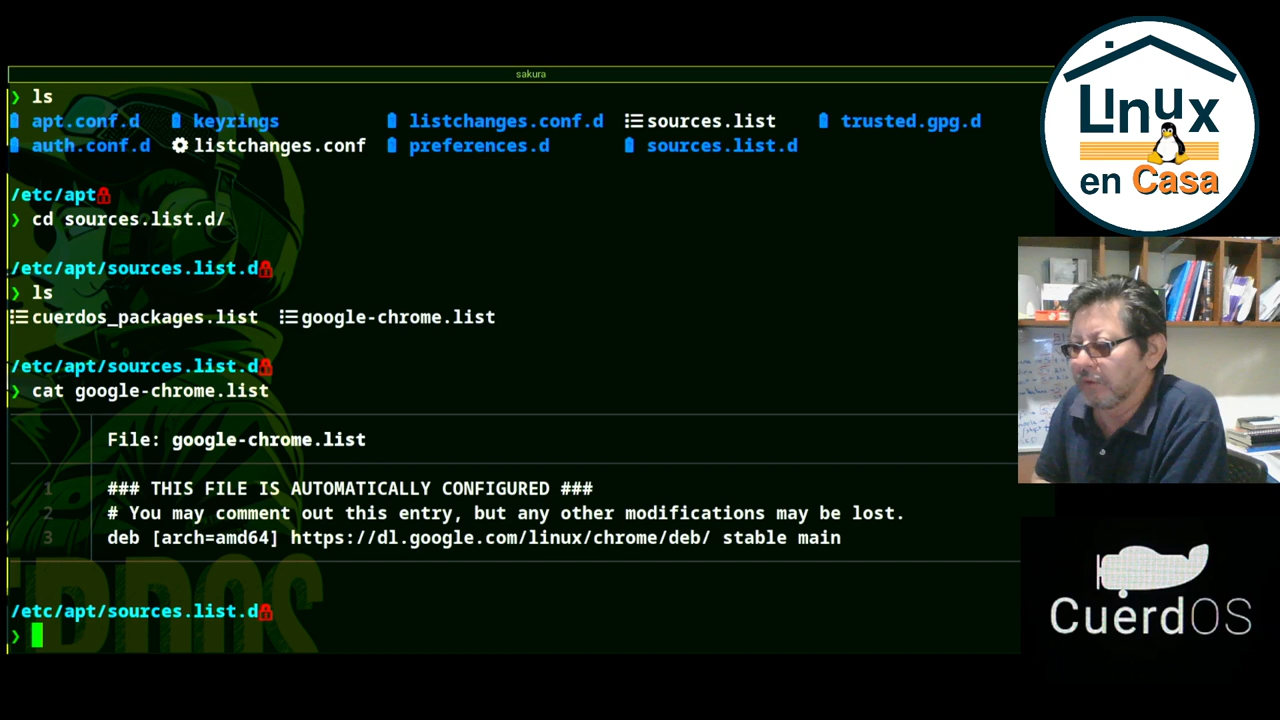 sakura
❯ ls
apt.conf.d keyrings listchanges.conf.d sources.list trusted.gpg.d
auth.conf.d listchanges.conf preferences.d sources.list.d
/etc/apt
❯ cd sources.list.d/
/etc/apt/sources.list.d
❯ ls
cuerdos_packages.list google-chrome.list
/etc/apt/sources.list.d
❯ cat google-chrome.list
File: google-chrome.list
1 ### THIS FILE IS AUTOMATICALLY CONFIGURED ###
2 # You may comment out this entry, but any other modifications may be lost.
3 deb [arch=amd64] https://dl.google.com/linux/chrome/deb/ stable main
/etc/apt/sources.list.d
❯
Linux
en Casa
CuerdOS